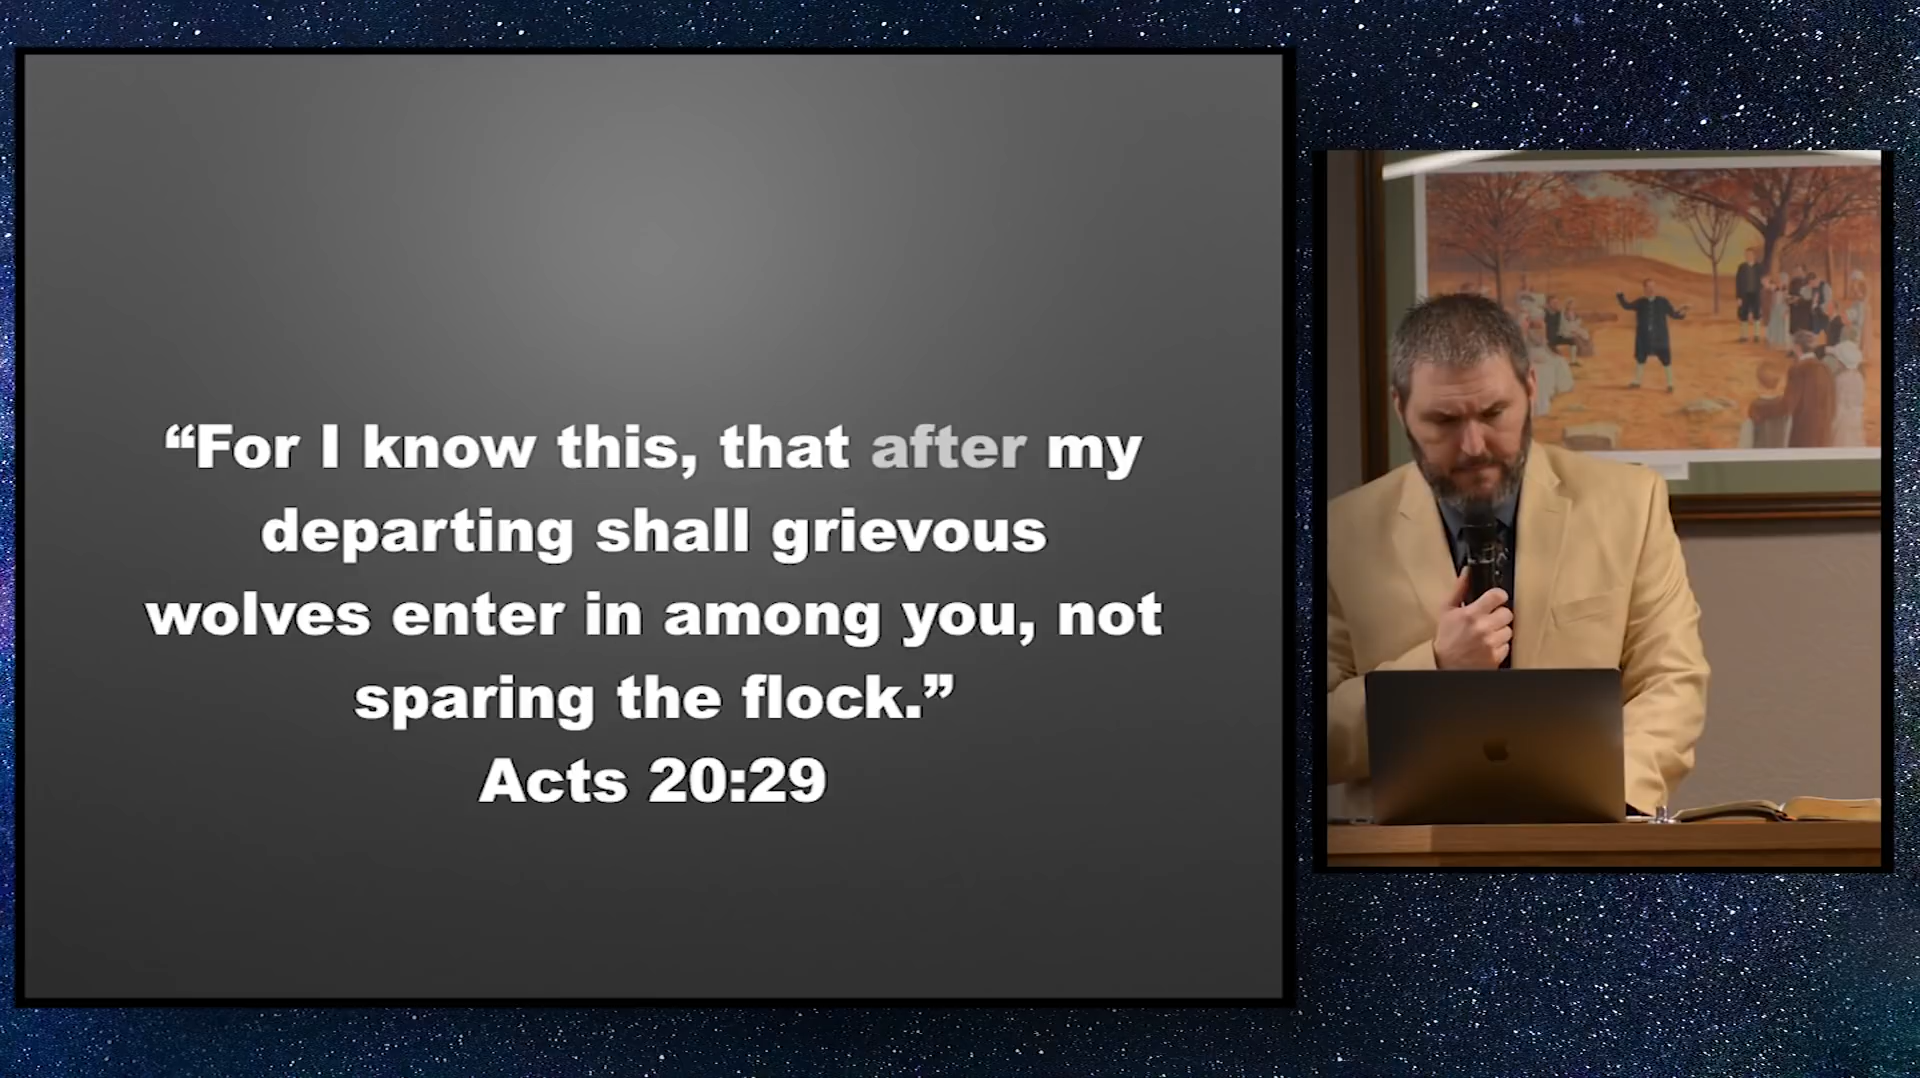 “For I know this, that after my
departing shall grievous
wolves enter in among you, not
sparing the flock.”
Acts 20:29